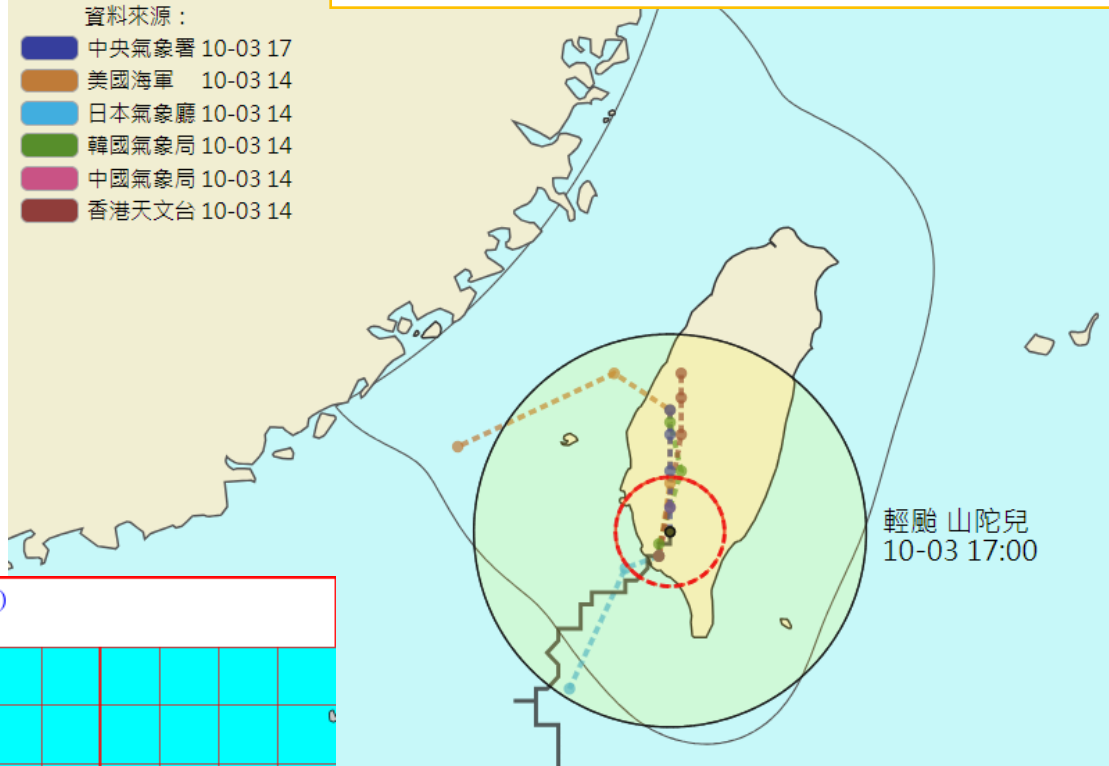 資料來源：
中央氣象署 10-03 17
美國海軍 10-03 14
日本氣象廳 10-03 14
韓國氣象局 10-03 14
中國氣象局 10-03 14
香港天文台 10-03 14
輕颱 山陀兒
10-03 17:00
)